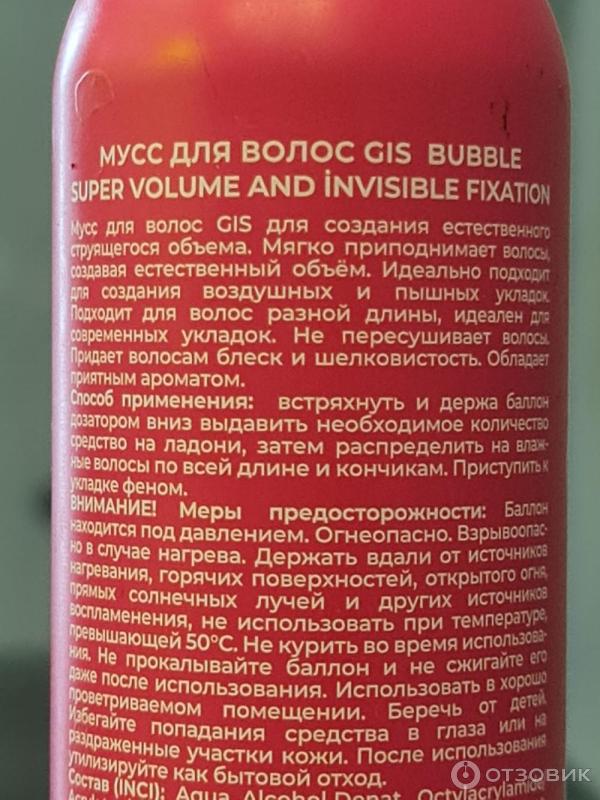 МУСС ДЛЯ ВОЛОС GIS BUBBLE
SUPER VOLUME AND İNVISIBLE FIXATION
Мусс для волос GIS для создания естественного
струящегося объема. Мягко приподнимает волосы,
создавая естественный объём. Идеально подходит
для создания воздушных и пышных укладок.
Подходит для волос разной длины, идеален для
современных укладок. Не пересушивает волосы.
Придает волосам блеск и шелковистость. Обладает
приятным ароматом.
Способ применения: встряхнуть и держа баллон
дозатором вниз выдавить необходимое количество
средство на ладони, затем распределить на влаж-
ные волосы по всей длине и кончикам. Приступить к
укладке феном.
ВНИМАНИЕ! Меры предосторожности: Баллон
находится под давлением. Огнеопасно. Взрывоопас-
но в случае нагрева. Держать вдали от источников
нагревания, горячих поверхностей, открытого огня,
прямых солнечных лучей и других источников
воспламенения, не использовать при температуре,
превышающей 50°C. Не курить во время использова-
ния. Не прокалывайте баллон и не сжигайте его
даже после использования. Использовать в хорошо
проветриваемом помещении. Беречь от детей.
Избегайте попадания средства в глаза или на
раздраженные участки кожи. После использования
утилизируйте как бытовой отход.
Состав (INCI): Aqua, Alcohol Denat, Octylacrylamide/
ОТЗОВИК